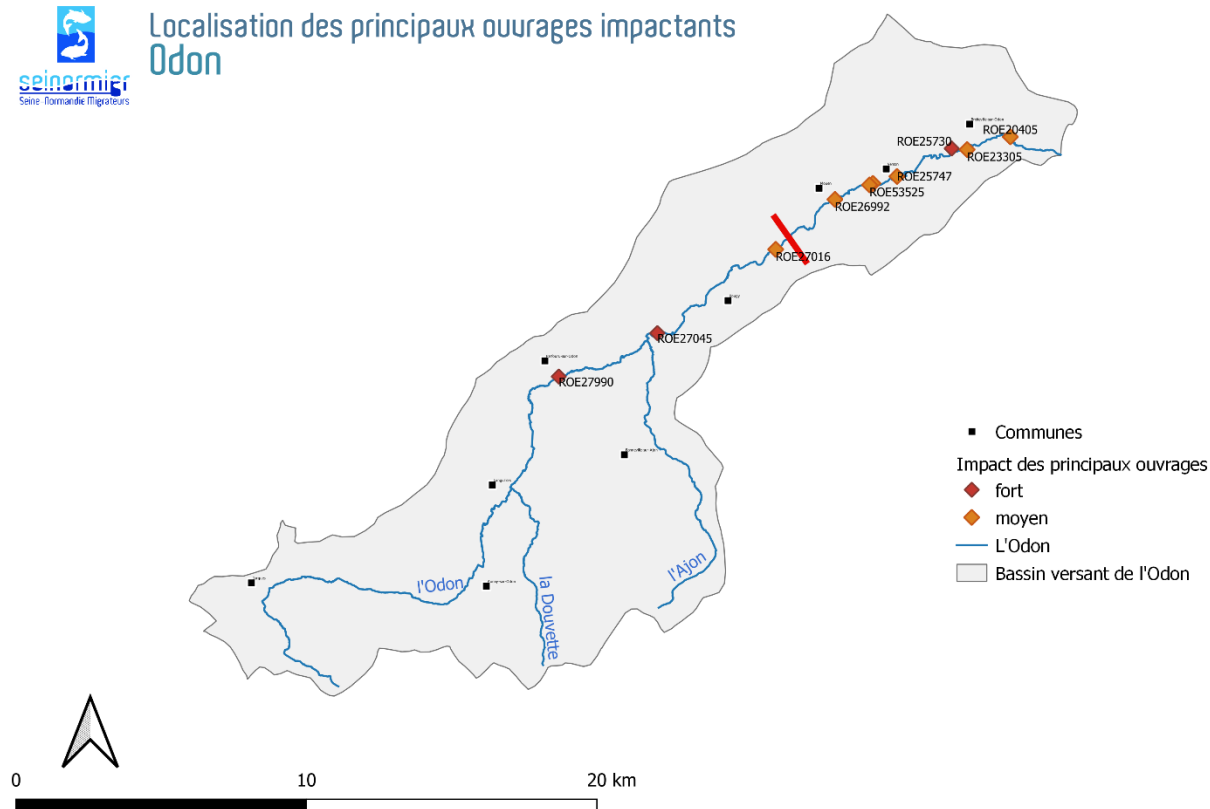 Localisation des principaux ouvrages impactants
Odon
seinormigr
Seine Normandie Migrateurs
ROE20405
ROE25730
ROE23305
ROE25747
ROE53525
ROE26992
ROE27016
ROE27045
ROE27990
l'Odon
la Douvette
l'Ajon
Communes
Impact des principaux ouvrages
fort
moyen
L'Odon
Bassin versant de l'Odon
0 10 20 km